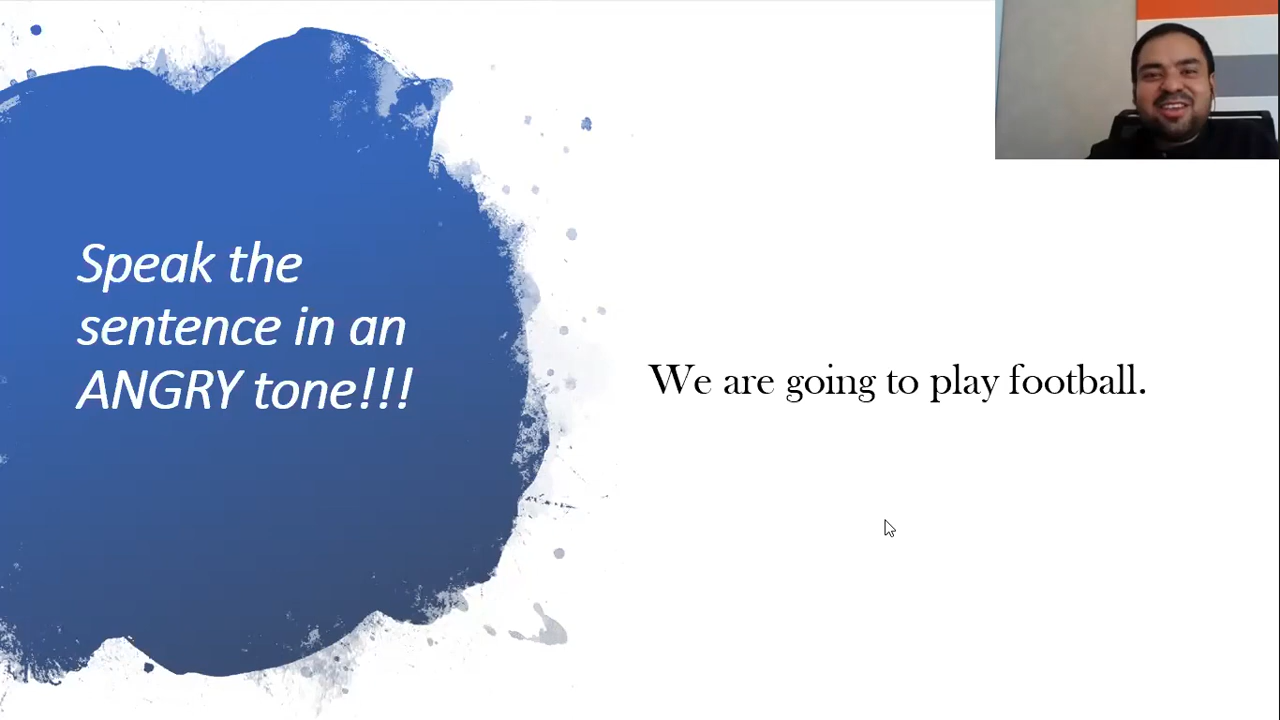 Speak the
sentence in an
ANGRY tone!!!
We are going to play football.